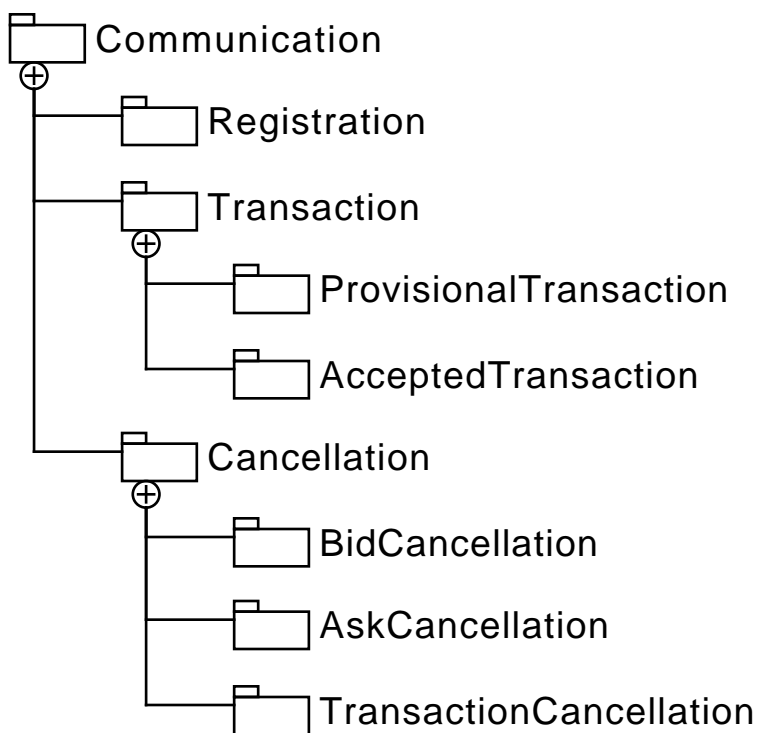 Communication
Registration
Transaction
ProvisionalTransaction
AcceptedTransaction
Cancellation
BidCancellation
AskCancellation
TransactionCancellation